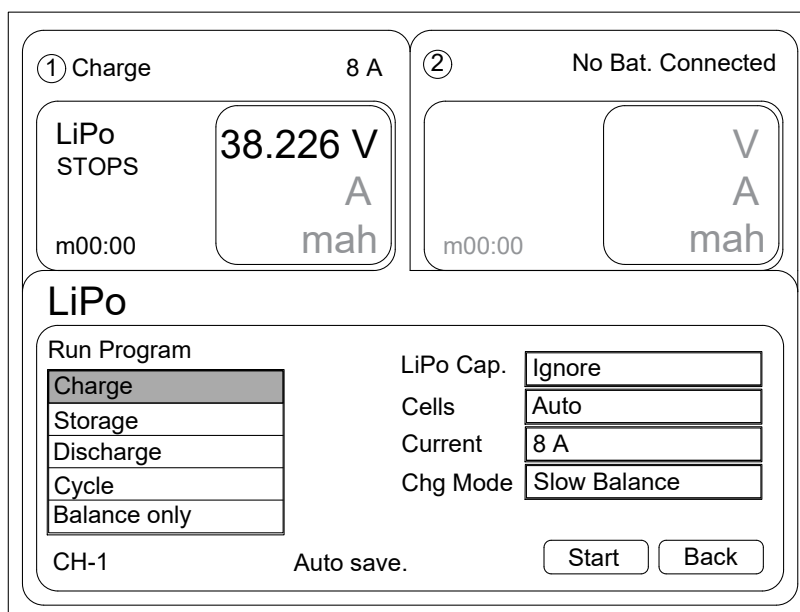 1 Charge 8 A
LiPo
STOPS
38.226 V
A
mah
m00:00
2 No Bat. Connected
V
A
mah
m00:00
LiPo
Run Program
Charge
Storage
Discharge
Cycle
Balance only
LiPo Cap. Ignore
Cells Auto
Current 8 A
Chg Mode Slow Balance
CH-1 Auto save. Start Back